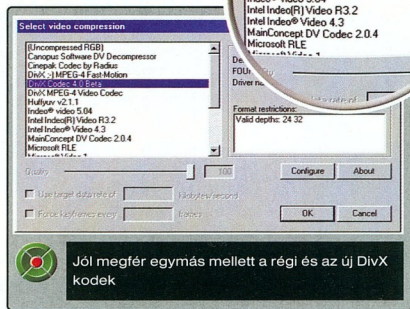 Select video compression
(Uncompressed RGB)
Canopus Software DV Decompressor
Cinepak Codec by Radius
DivX ;-) MPEG-4 Fast-Motion
DivX Codec 4.0 Beta
DivX MPEG-4 Video Codec
Huffyuv v2.1.1
Indeo® video 5.04
Intel Indeo(R) Video R3.2
Intel Indeo® Video 4.3
MainConcept DV Codec 2.0.4
Microsoft RLE
Intel Indeo(R) Video R3.2
Intel Indeo® Video 4.3
MainConcept DV Codec 2.0.4
Microsoft RLE
Format restrictions:
Valid depths: 24 32
Quality
100
Configure
About
Use target data rate of
kilobytes/second
Force keyframes every
frames
OK
Cancel
Jól megfér egymás mellett a régi és az új DivX
kodek